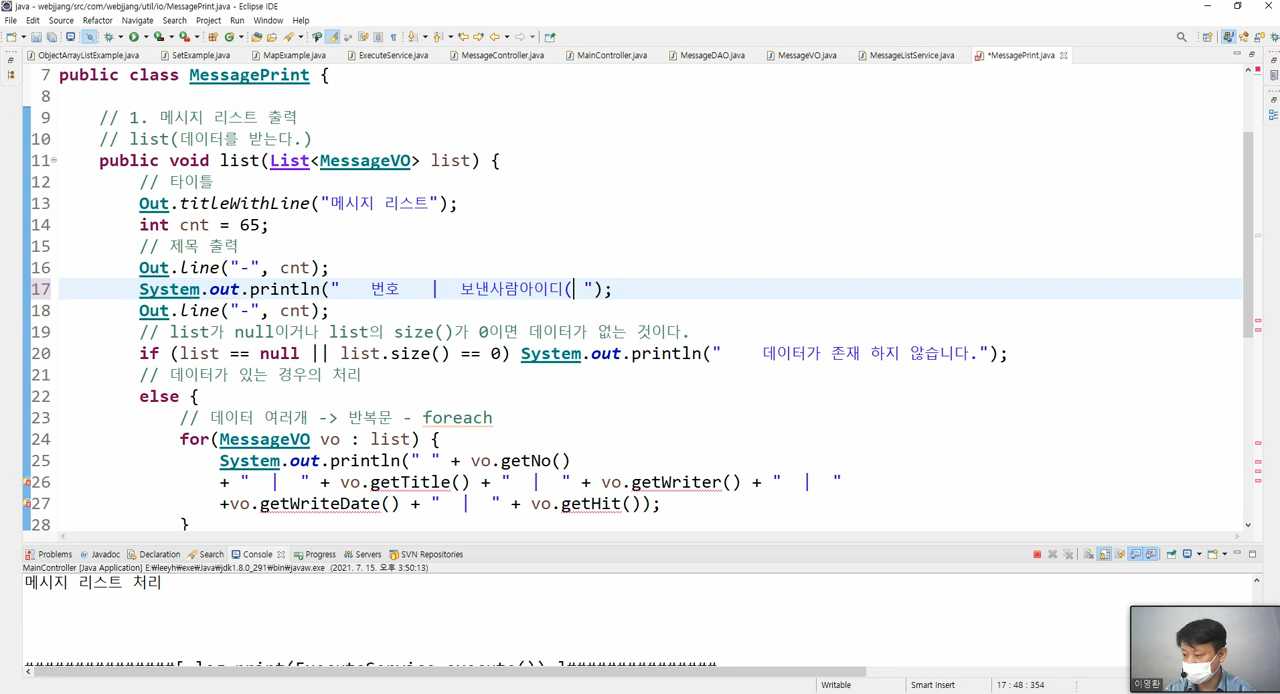 java - webjjang/src/com/webjjang/util/io/MessagePrint.java - Eclipse IDE
File Edit Source Refactor Navigate Search Project Run Window Help
ObjectArrayListExample.java SetExample.java MapExample.java ExecuteService.java MessageController.java MainController.java MessageDAO.java MessageVO.java MessageListService.java *MessagePrint.java
7 public class MessagePrint {
8
9 // 1. 메시지 리스트 출력
10 // list(데이터를 받는다.)
11 public void list(List<MessageVO> list) {
12 // 타이틀
13 Out.titleWithLine("메시지 리스트");
14 int cnt = 65;
15 // 제목 출력
16 Out.line("-", cnt);
17 System.out.println("   번호   |  보낸사람아이디( ");
18 Out.line("-", cnt);
19 // list가 null이거나 list의 size()가 0이면 데이터가 없는 것이다.
20 if (list == null || list.size() == 0) System.out.println("    데이터가 존재 하지 않습니다.");
21 // 데이터가 있는 경우의 처리
22 else {
23 // 데이터 여러개 -> 반복문 - foreach
24 for(MessageVO vo : list) {
25 System.out.println(" " + vo.getNo()
26 + "  |  " + vo.getTitle() + "  |  " + vo.getWriter() + "  |  "
27 +vo.getWriteDate() + "  |  " + vo.getHit());
28 }
Problems Javadoc Declaration Search Console Progress Servers SVN Repositories
MainController [Java Application] E:\leeyh\exe\Java\jdk1.8.0_291\bin\javaw.exe (2021. 7. 15. 오후 3:50:13)
메시지 리스트 처리
###############[ log print(ExecuteService.execute()) ]###############
이영환
Writable Smart Insert 17 : 48 : 354